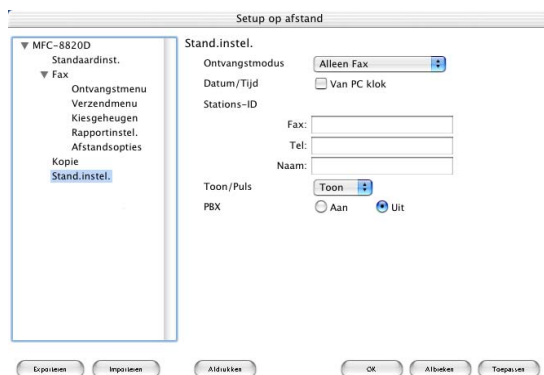 Setup op afstand
MFC-8820D
Standaardinst.
Fax
Ontvangstmenu
Verzendmenu
Kiesgeheugen
Rapportinstel.
Afstandsopties
Kopie
Stand.instel.
Stand.instel.
Ontvangstmodus
Alleen Fax
Datum/Tijd
Van PC klok
Stations-ID
Fax:
Tel:
Naam:
Toon/Puls
Toon
PBX
Aan
Uit
Exporteren
Importeren
Afdrukken
OK
Afbreken
Toepassen